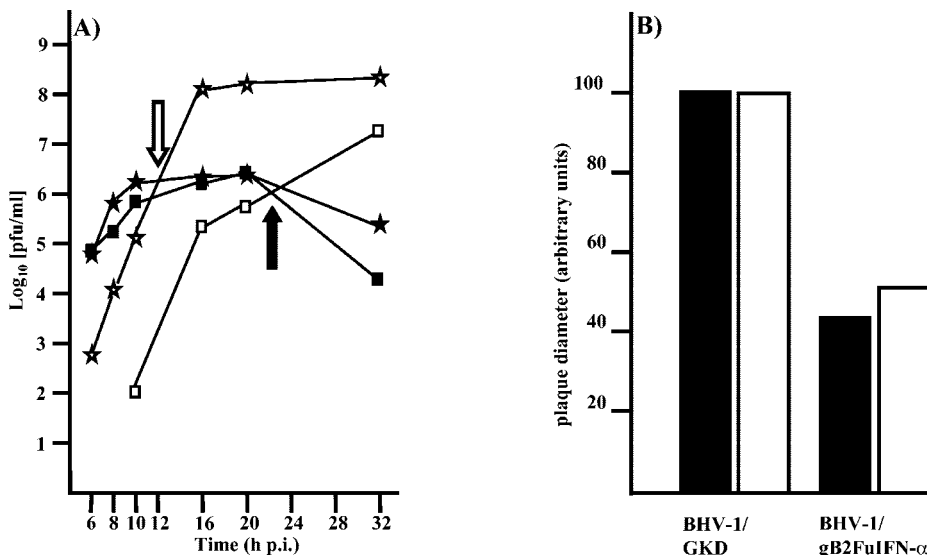 A)
9
8
7
6
5
4
3
2
1
Log10 [pfu/ml]
6 8 10 12 16 20 24 28 32
Time (h p.i.)
B)
100
80
60
40
20
plaque diameter (arbitrary units)
BHV-1/
GKD
BHV-1/
gB2FuIFN-α